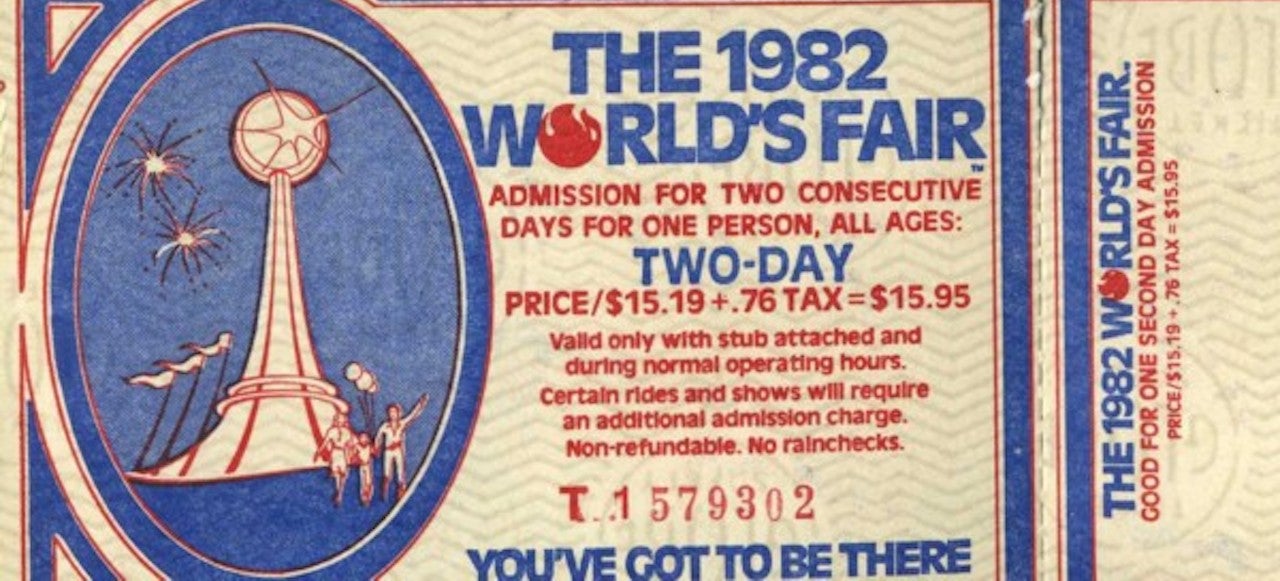 THE 1982
WORLD'S FAIR
TM
ADMISSION FOR TWO CONSECUTIVE
DAYS FOR ONE PERSON, ALL AGES:
TWO-DAY
PRICE/$15.19 + .76 TAX = $15.95
Valid only with stub attached and
during normal operating hours.
Certain rides and shows will require
an additional admission charge.
Non-refundable. No rainchecks.
T..1 579302
YOU'VE GOT TO BE THERE
THE 1982 WORLD'S FAIR.
GOOD FOR ONE SECOND DAY ADMISSION
PRICE/$15.19 + .76 TAX = $15.95